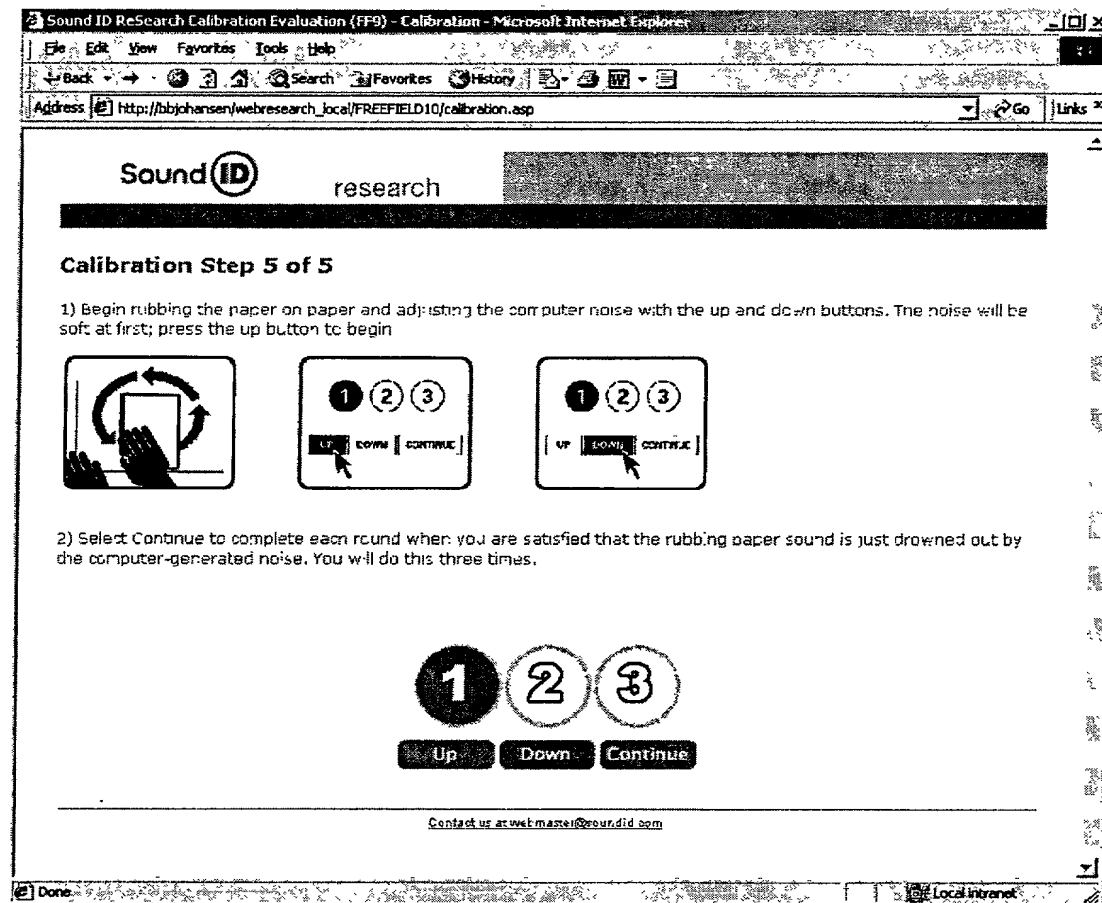 Sound ID ReSearch Calibration Evaluation (FF9) - Calibration - Microsoft Internet Explorer
File Edit View Favorites Tools Help
Back Search Favorites History
Address http://bbjohansen/webresearch_local/FREEFIELD10/calibration.asp Go Links
Sound ID research
Calibration Step 5 of 5
1) Begin rubbing the paper on paper and adjusting the computer noise with the up and down buttons. The noise will be
soft at first; press the up button to begin
1 2 3 1 2 3
UP DOWN CONTINUE UP DOWN CONTINUE
2) Select Continue to complete each round when you are satisfied that the rubbing paper sound is just drowned out by
the computer-generated noise. You will do this three times.
1 2 3
Up Down Continue
Contact us at webmaster@soundid.com
Done Local intranet